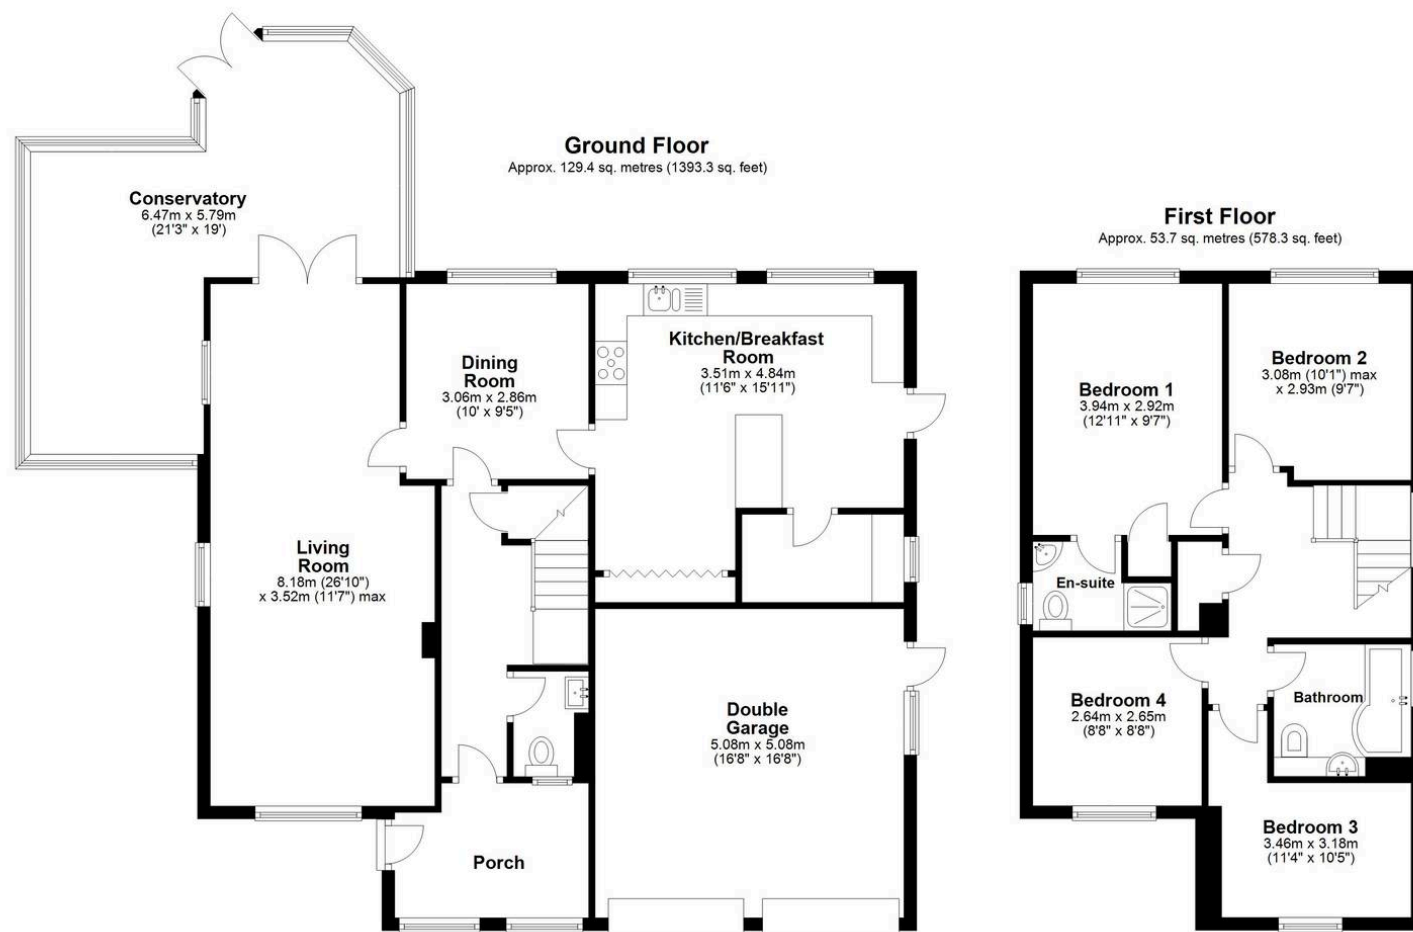 Ground Floor
Approx. 129.4 sq. metres (1393.3 sq. feet)
Conservatory
6.47m x 5.79m
(21'3" x 19')
Dining
Room
3.06m x 2.86m
(10' x 9'5")
Kitchen/Breakfast
Room
3.51m x 4.84m
(11'6" x 15'11")
Living
Room
8.18m (26'10")
x 3.52m (11'7") max
Double
Garage
5.08m x 5.08m
(16'8" x 16'8")
Porch
First Floor
Approx. 53.7 sq. metres (578.3 sq. feet)
Bedroom 1
3.94m x 2.92m
(12'11" x 9'7")
Bedroom 2
3.08m (10'1") max
x 2.93m (9'7")
En-suite
Bedroom 4
2.64m x 2.65m
(8'8" x 8'8")
Bathroom
Bedroom 3
3.46m x 3.18m
(11'4" x 10'5")